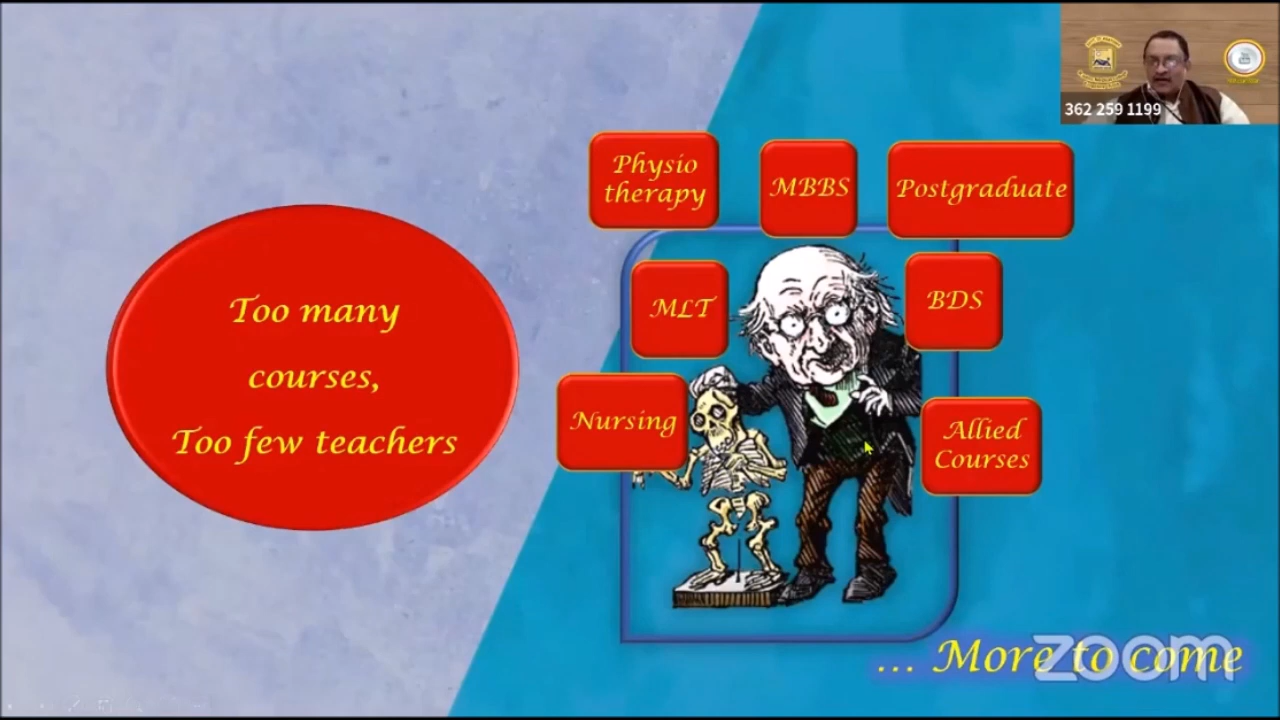 362 259 1199
Physio
therapy
MBBS
Postgraduate
Too many
courses,
Too few teachers
MLT
BDS
Nursing
Allied
Courses
... More to come
zoom